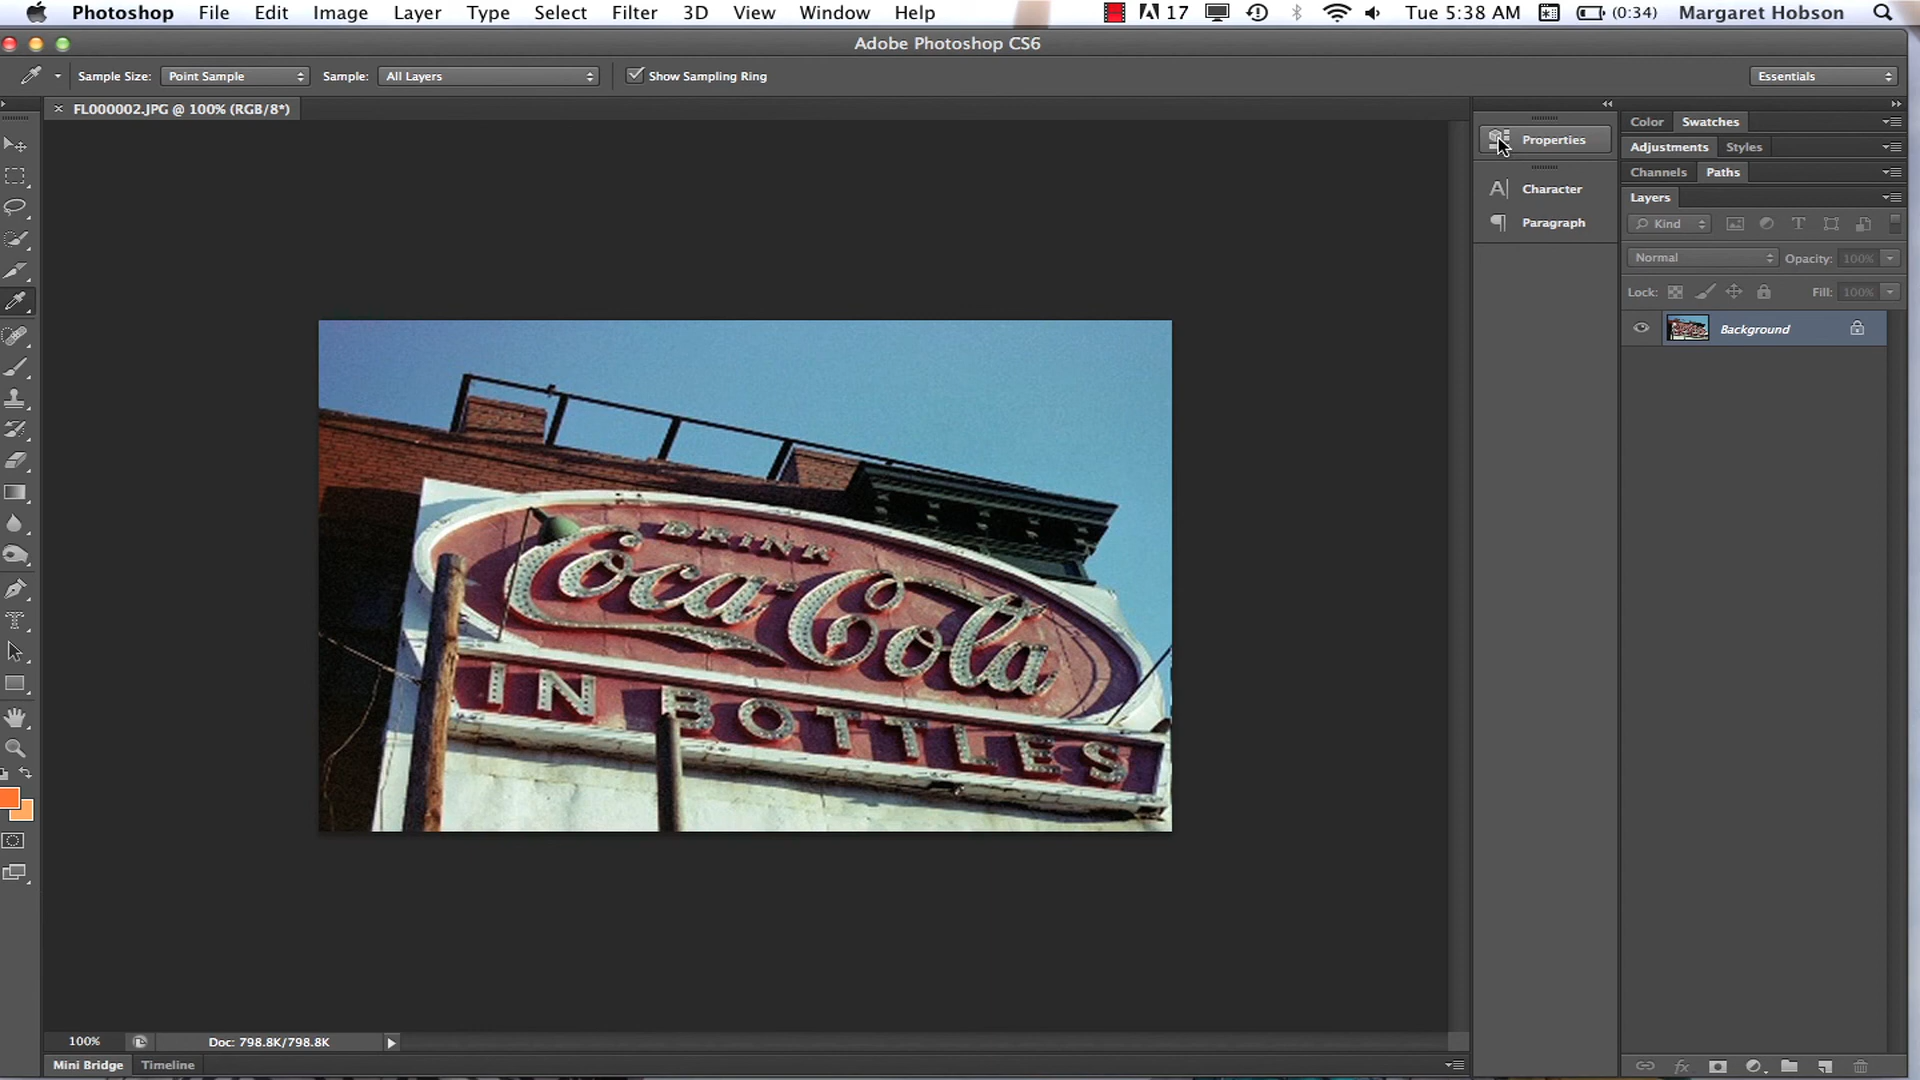 Photoshop File Edit Image Layer Type Select Filter 3D View Window Help 17 Tue 5:38 AM (0:34) Margaret Hobson
Adobe Photoshop CS6
Sample Size: Point Sample Sample: All Layers Show Sampling Ring Essentials
× FL000002.JPG @ 100% (RGB/8*)
Properties
Character
Paragraph
Color Swatches
Adjustments Styles
Channels Paths
Layers
Kind
Normal Opacity: 100%
Lock: Fill: 100%
Background
DRINK
Coca-Cola
IN BOTTLES
100% Doc: 798.8K/798.8K
Mini Bridge Timeline